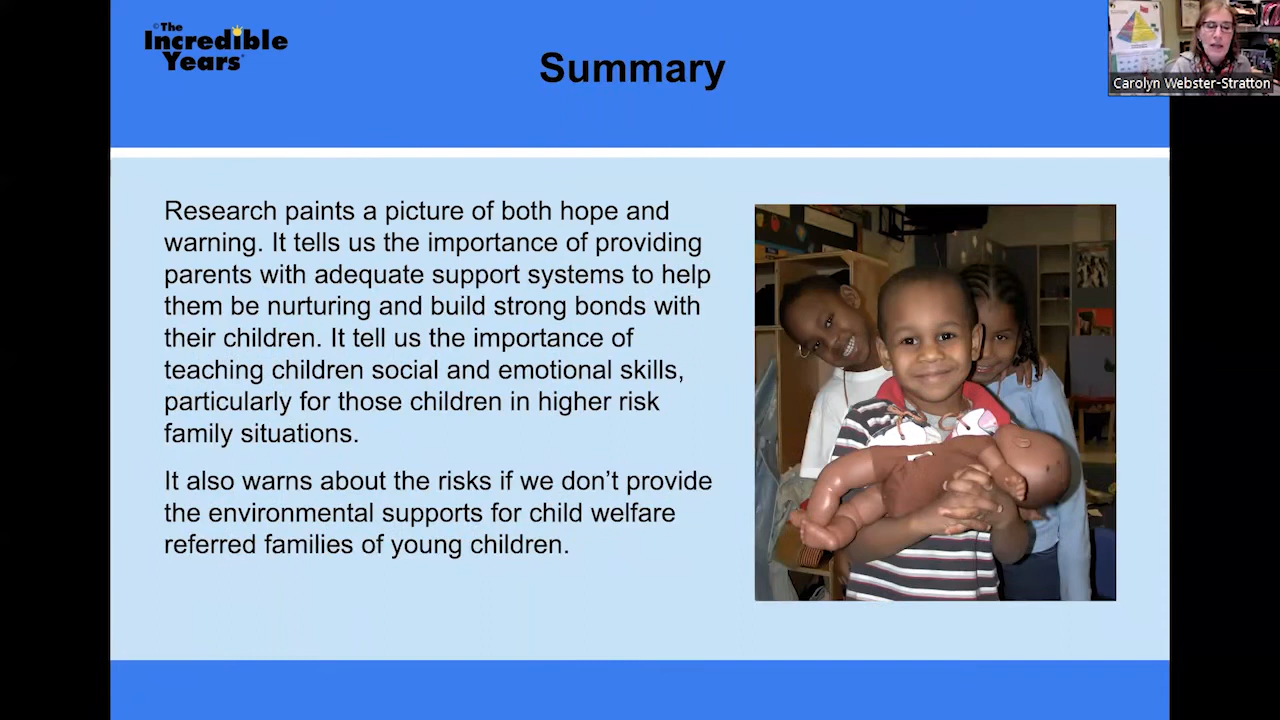 ©The
Incredible
Years®
Summary
Carolyn Webster-Stratton
Research paints a picture of both hope and
warning. It tells us the importance of providing
parents with adequate support systems to help
them be nurturing and build strong bonds with
their children. It tell us the importance of
teaching children social and emotional skills,
particularly for those children in higher risk
family situations.
It also warns about the risks if we don’t provide
the environmental supports for child welfare
referred families of young children.